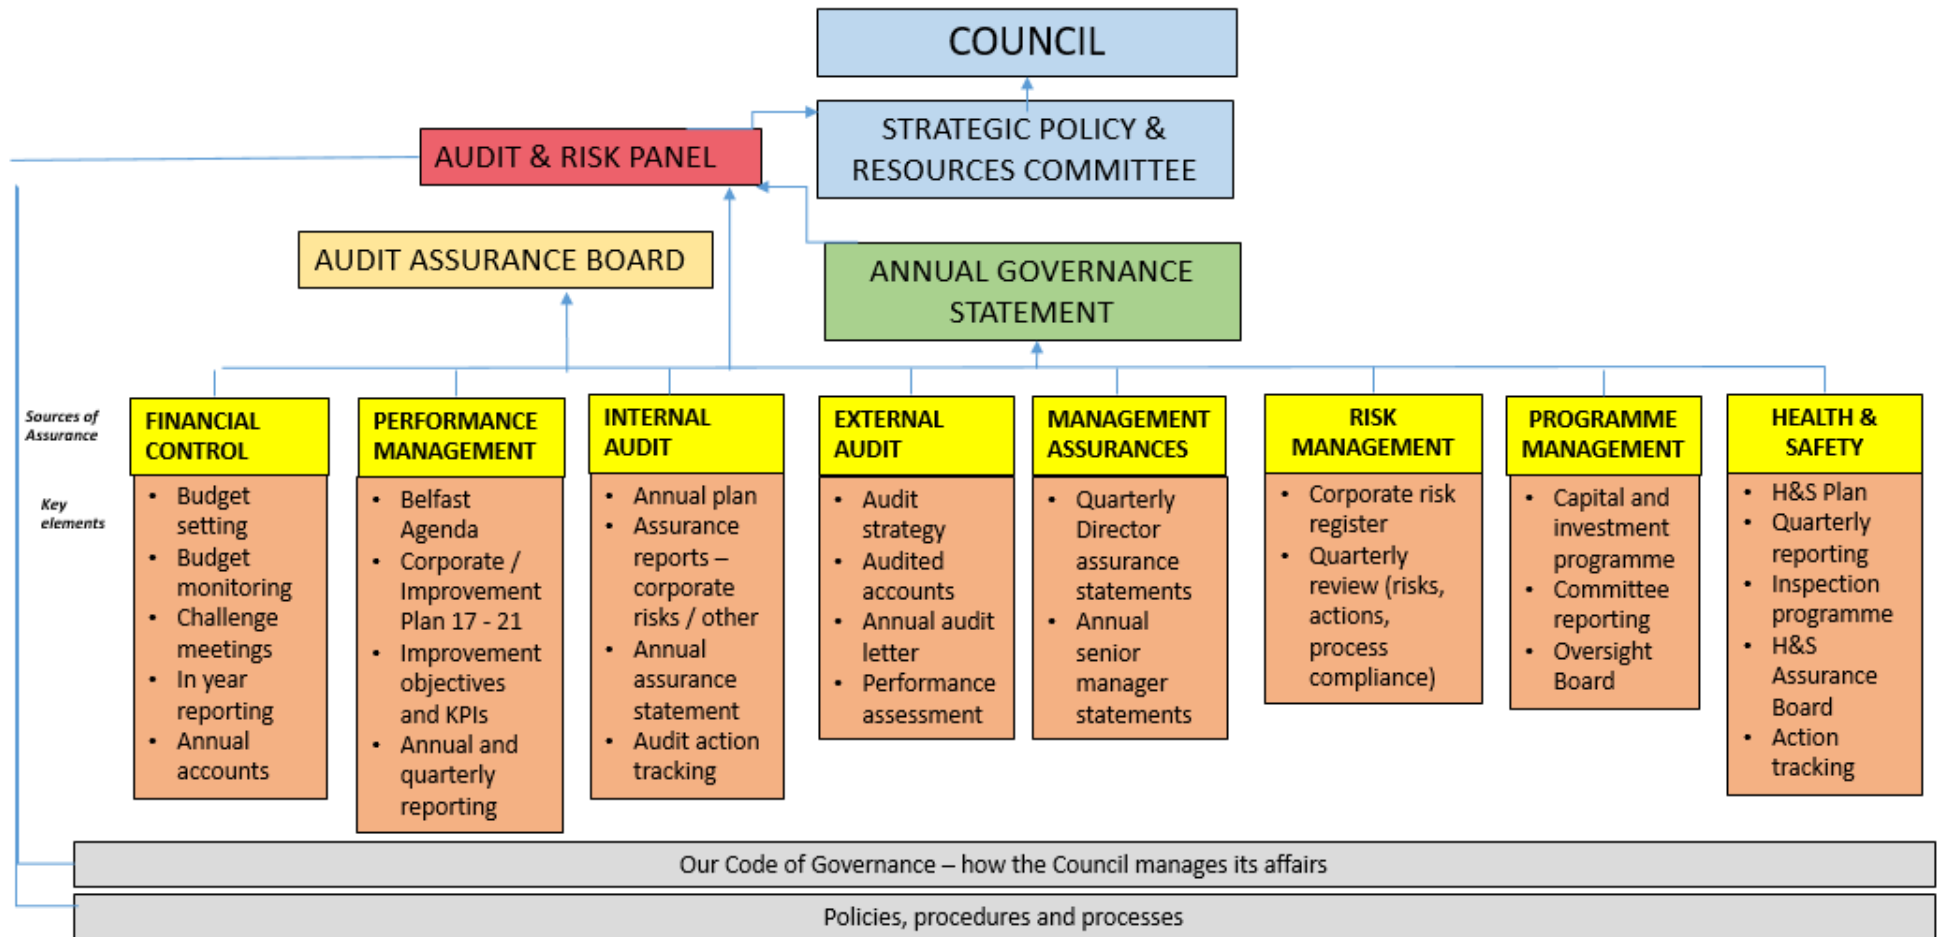 COUNCIL
STRATEGIC POLICY &
RESOURCES COMMITTEE
AUDIT & RISK PANEL
AUDIT ASSURANCE BOARD
ANNUAL GOVERNANCE
STATEMENT
Sources of
Assurance
Key
elements
FINANCIAL
CONTROL
• Budget
setting
• Budget
monitoring
• Challenge
meetings
• In year
reporting
• Annual
accounts
PERFORMANCE
MANAGEMENT
• Belfast
Agenda
• Corporate /
Improvement
Plan 17 - 21
• Improvement
objectives
and KPIs
• Annual and
quarterly
reporting
INTERNAL
AUDIT
• Annual plan
• Assurance
reports –
corporate
risks / other
• Annual
assurance
statement
• Audit action
tracking
EXTERNAL
AUDIT
• Audit
strategy
• Audited
accounts
• Annual audit
letter
• Performance
assessment
MANAGEMENT
ASSURANCES
• Quarterly
Director
assurance
statements
• Annual
senior
manager
statements
RISK
MANAGEMENT
• Corporate risk
register
• Quarterly
review (risks,
actions,
process
compliance)
PROGRAMME
MANAGEMENT
• Capital and
investment
programme
• Committee
reporting
• Oversight
Board
HEALTH &
SAFETY
• H&S Plan
• Quarterly
reporting
• Inspection
programme
• H&S
Assurance
Board
• Action
tracking
Our Code of Governance – how the Council manages its affairs
Policies, procedures and processes